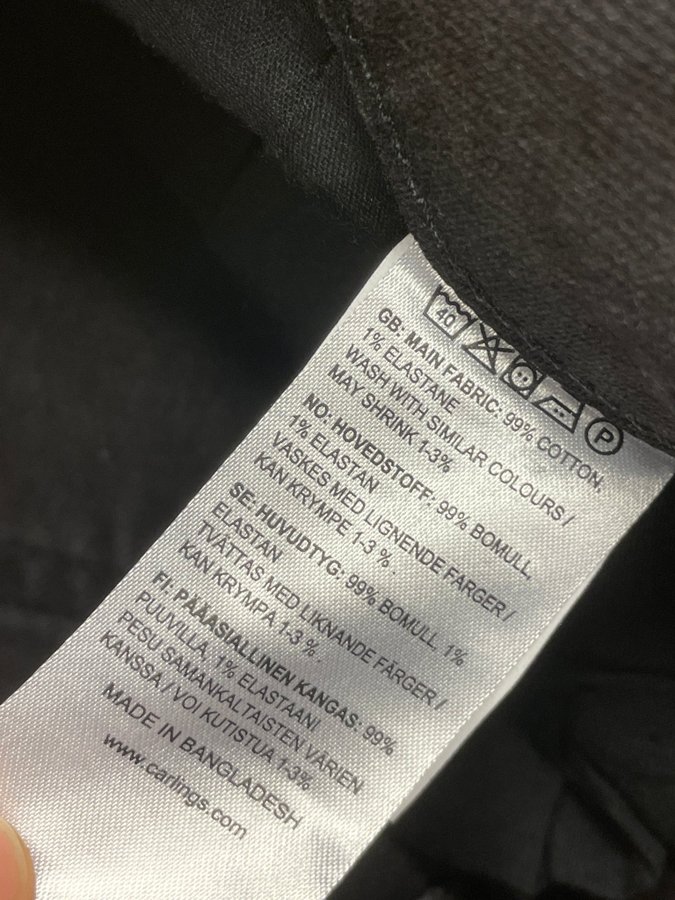 40
P
GB: MAIN FABRIC: 99% COTTON,
1% ELASTANE
WASH WITH SIMILAR COLOURS /
MAY SHRINK 1-3%
NO: HOVEDSTOFF: 99% BOMULL,
1% ELASTAN
VASKES MED LIGNENDE FARGER /
KAN KRYMPE 1-3 % .
SE: HUVUDTYG: 99% BOMULL, 1%
ELASTAN
TVÄTTAS MED LIKNANDE FÄRGER /
KAN KRYMPA 1-3 % .
FI: PÄÄASIALLINEN KANGAS: 99%
PUUVILLA, 1% ELASTAANI
PESU SAMANKALTAISTEN VÄRIEN
KANSSA / VOI KUTISTUA 1-3%
MADE IN BANGLADESH
www.carlings.com